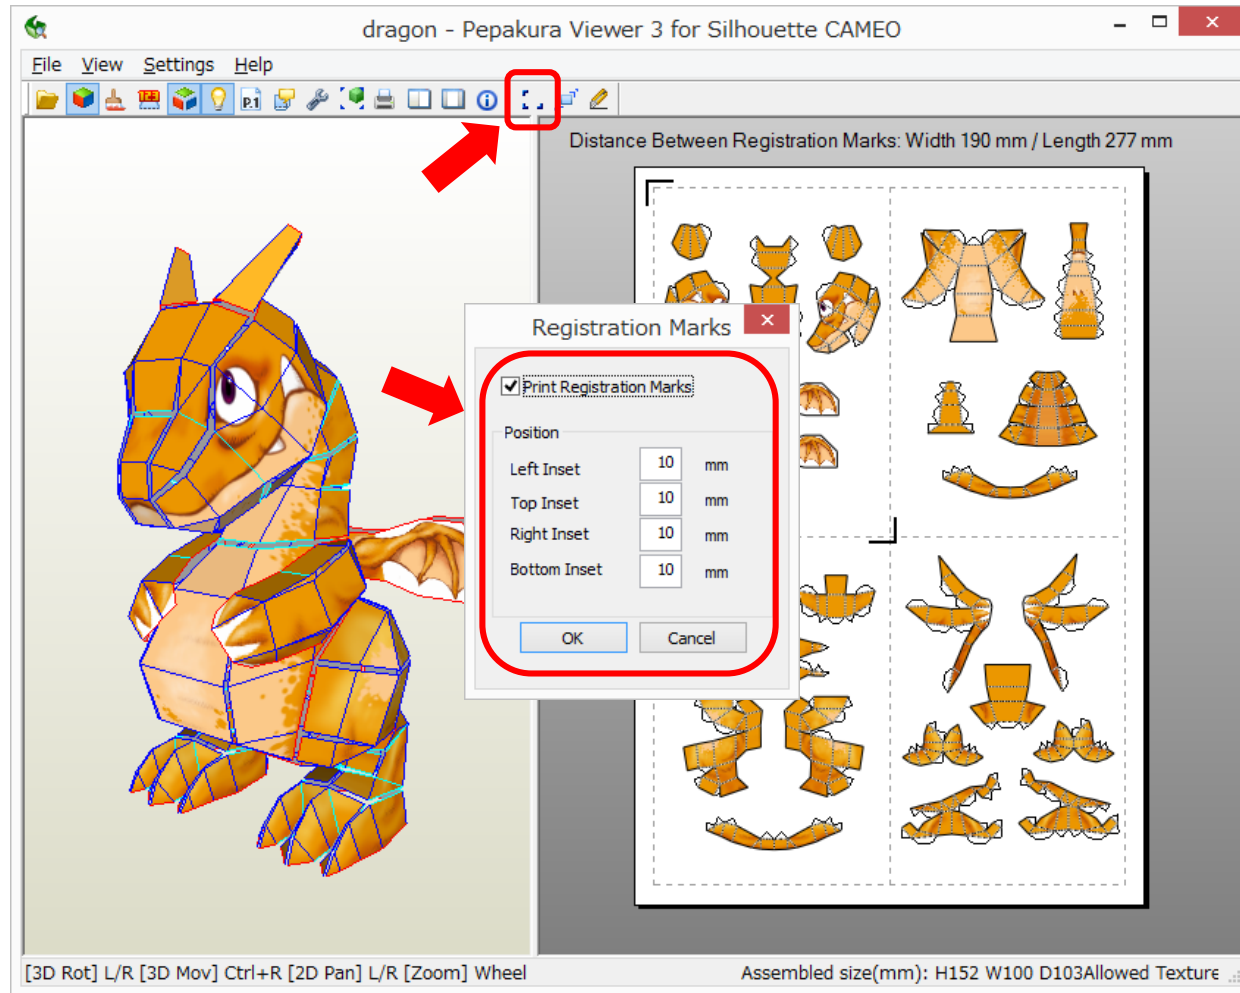 dragon - Pepakura Viewer 3 for Silhouette CAMEO
File View Settings Help
P.1
Distance Between Registration Marks: Width 190 mm / Length 277 mm
Registration Marks
Print Registration Marks
Position
Left Inset 10 mm
Top Inset 10 mm
Right Inset 10 mm
Bottom Inset 10 mm
OK Cancel
[3D Rot] L/R [3D Mov] Ctrl+R [2D Pan] L/R [Zoom] Wheel
Assembled size(mm): H152 W100 D103Allowed Texture